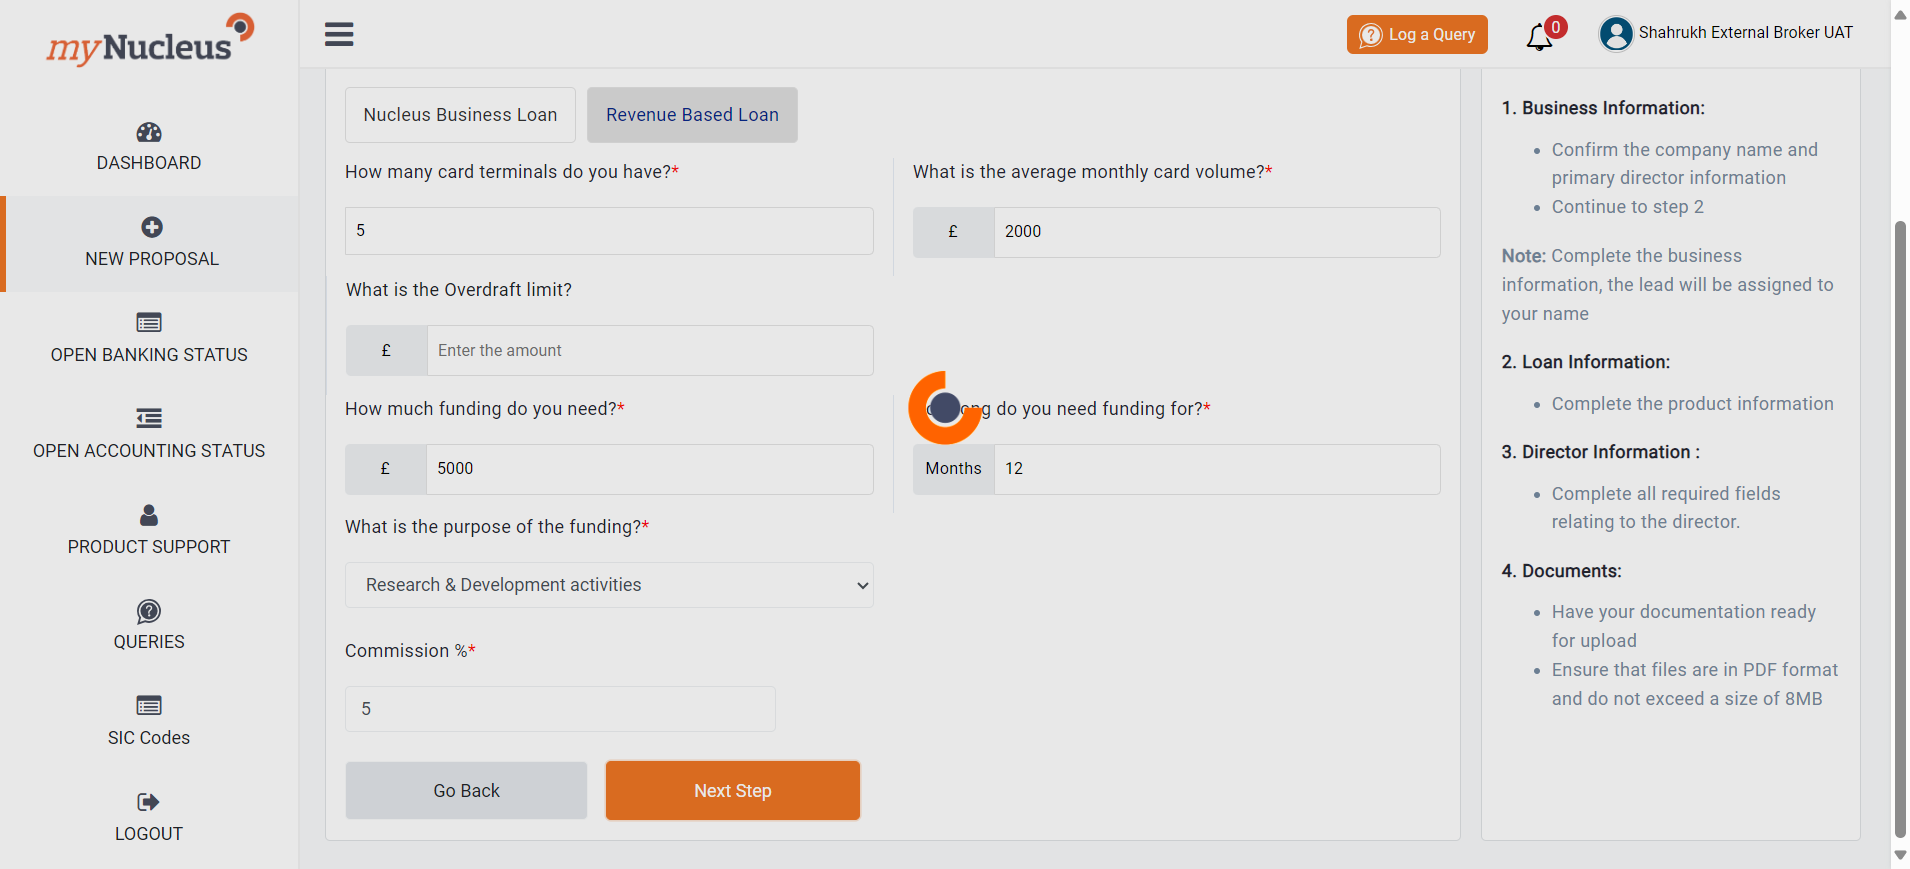 myNucleus
Log a Query
0
Shahrukh External Broker UAT
DASHBOARD
NEW PROPOSAL
OPEN BANKING STATUS
OPEN ACCOUNTING STATUS
PRODUCT SUPPORT
QUERIES
SIC Codes
LOGOUT
Nucleus Business Loan
Revenue Based Loan
How many card terminals do you have?*
5
What is the average monthly card volume?*
£ 2000
What is the Overdraft limit?
£ Enter the amount
How much funding do you need?*
£ 5000
do you need funding for?*
Months 12
What is the purpose of the funding?*
Research & Development activities
Commission %*
5
Go Back
Next Step
1. Business Information:
• Confirm the company name and
primary director information
• Continue to step 2
Note: Complete the business
information, the lead will be assigned to
your name
2. Loan Information:
• Complete the product information
3. Director Information :
• Complete all required fields
relating to the director.
4. Documents:
• Have your documentation ready
for upload
• Ensure that files are in PDF format
and do not exceed a size of 8MB